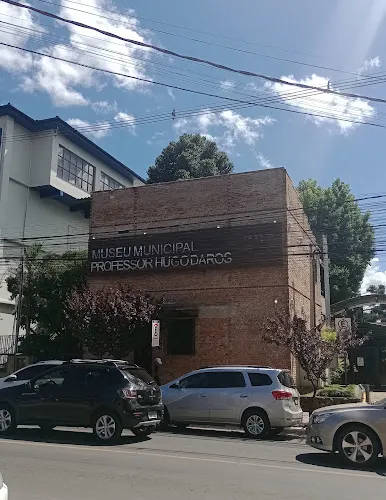 MUSEU MUNICIPAL
PROFESSOR HUGO DAROS